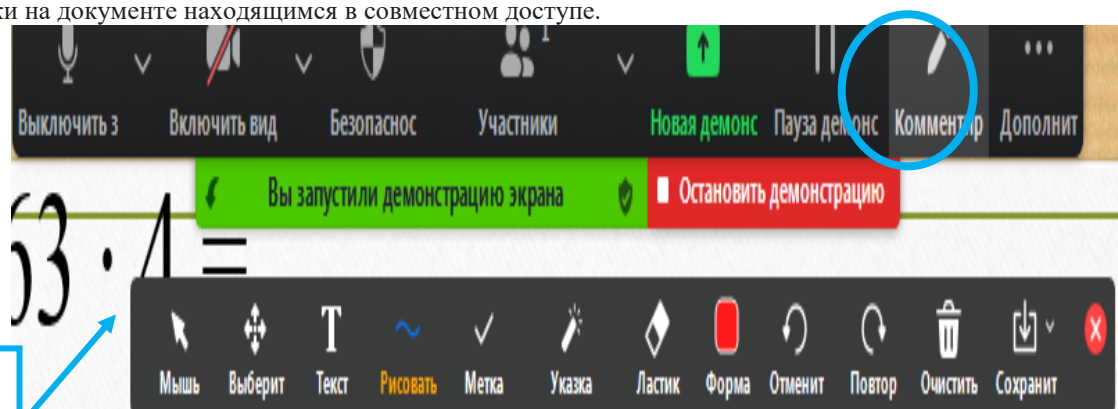 ки на документе находящимся в совместном доступе.
1
Выключить з Включить вид Безопаснос Участники Новая демонс Пауза демонс Комментир Дополнит
Вы запустили демонстрацию экрана Остановить демонстрацию
63 · 4 =
Мышь Выберит Текст Рисовать Метка Указка Ластик Форма Отменит Повтор Очистить Сохранит